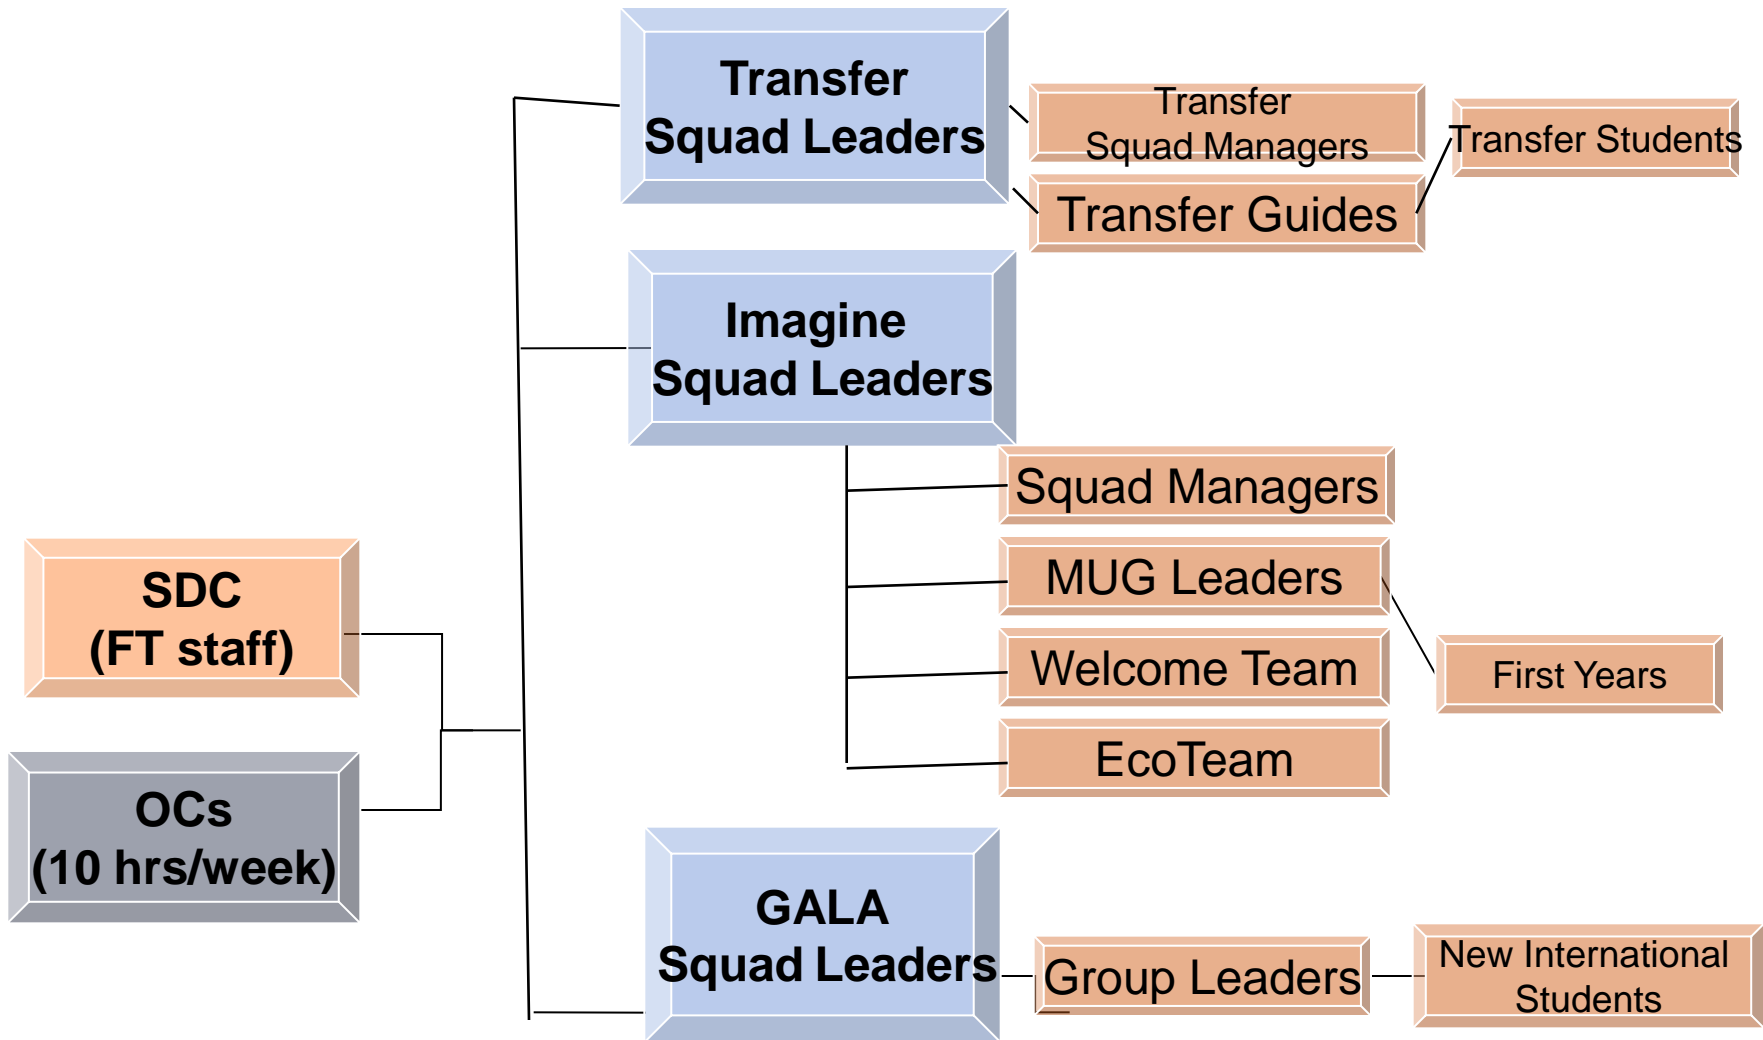 Transfer
Squad Leaders
Transfer
Squad Managers
Transfer Students
Transfer Guides
Imagine
Squad Leaders
Squad Managers
MUG Leaders
Welcome Team
First Years
EcoTeam
SDC
(FT staff)
OCs
(10 hrs/week)
GALA
Squad Leaders
Group Leaders
New International
Students